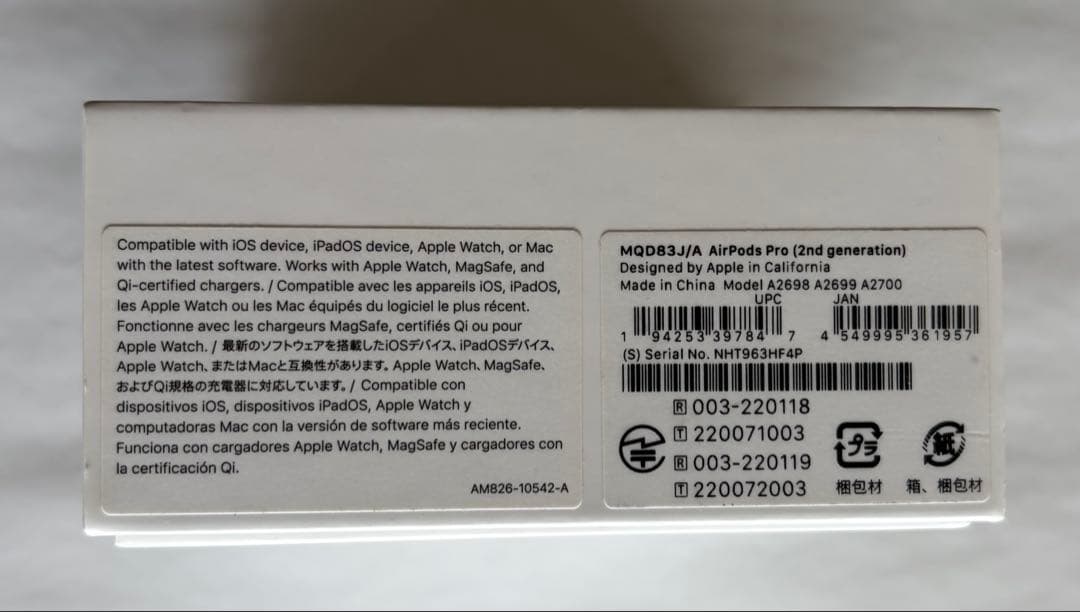 Compatible with iOS device, iPadOS device, Apple Watch, or Mac
with the latest software. Works with Apple Watch, MagSafe, and
Qi-certified chargers. / Compatible avec les appareils iOS, iPadOS,
les Apple Watch ou les Mac équipés du logiciel le plus récent.
Fonctionne avec les chargeurs MagSafe, certifiés Qi ou pour
Apple Watch. / 最新のソフトウェアを搭載したiOSデバイス、iPadOSデバイス、
Apple Watch、またはMacと互換性があります。Apple Watch、MagSafe、
およびQi規格の充電器に対応しています。/ Compatible con
dispositivos iOS, dispositivos iPadOS, Apple Watch y
computadoras Mac con la versión de software más reciente.
Funciona con cargadores Apple Watch, MagSafe y cargadores con
la certificación Qi.
AM826-10542-A
MQD83J/A AirPods Pro (2nd generation)
Designed by Apple in California
Made in China Model A2698 A2699 A2700
UPC JAN
1 94253 39784 7 4 549995 361957
(S) Serial No. NHT963HF4P
R 003-220118
T 220071003
R 003-220119
T 220072003
プラ 紙
梱包材 箱、梱包材